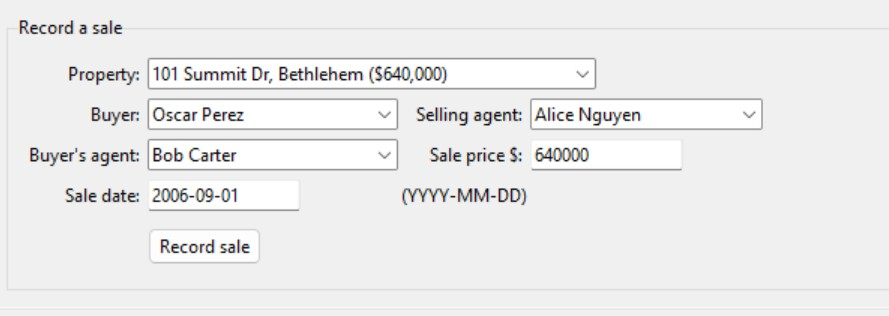 Record a sale
Property: 101 Summit Dr, Bethlehem ($640,000)
Buyer: Oscar Perez Selling agent: Alice Nguyen
Buyer's agent: Bob Carter Sale price $: 640000
Sale date: 2006-09-01 (YYYY-MM-DD)
Record sale